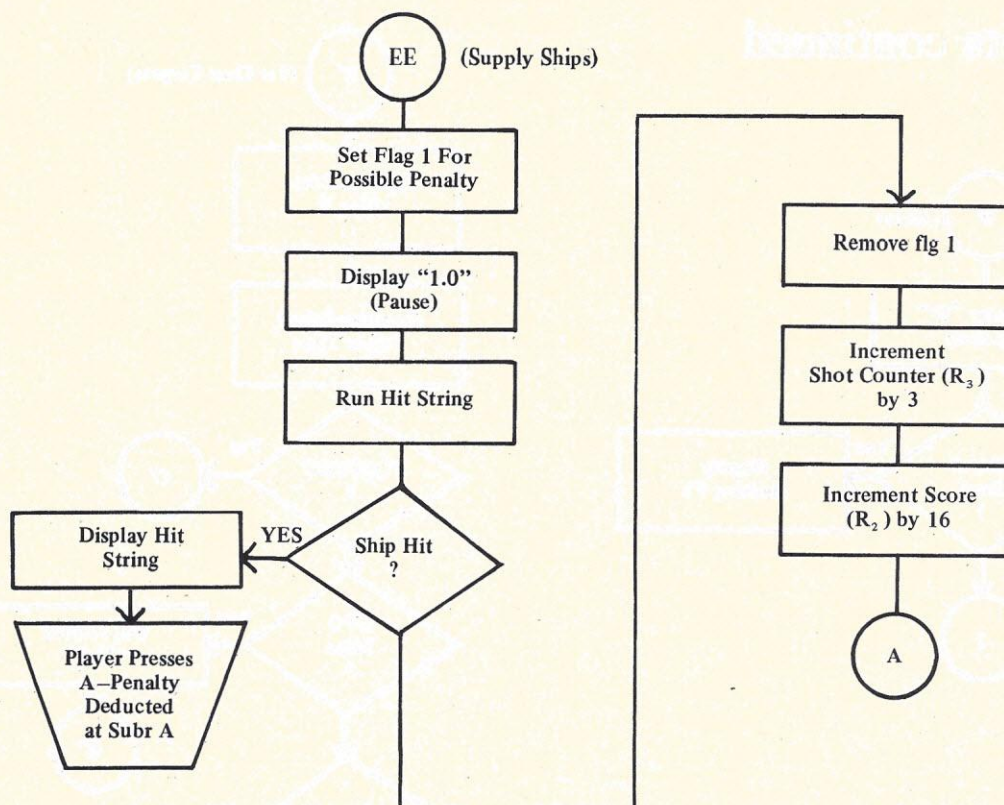 EE
(Supply Ships)
Set Flag 1 For
Possible Penalty
Display “1.0”
(Pause)
Run Hit String
Ship Hit
?
YES
Display Hit
String
Player Presses
A–Penalty
Deducted
at Subr A
Remove flg 1
Increment
Shot Counter (R₃)
by 3
Increment Score
(R₂) by 16
A